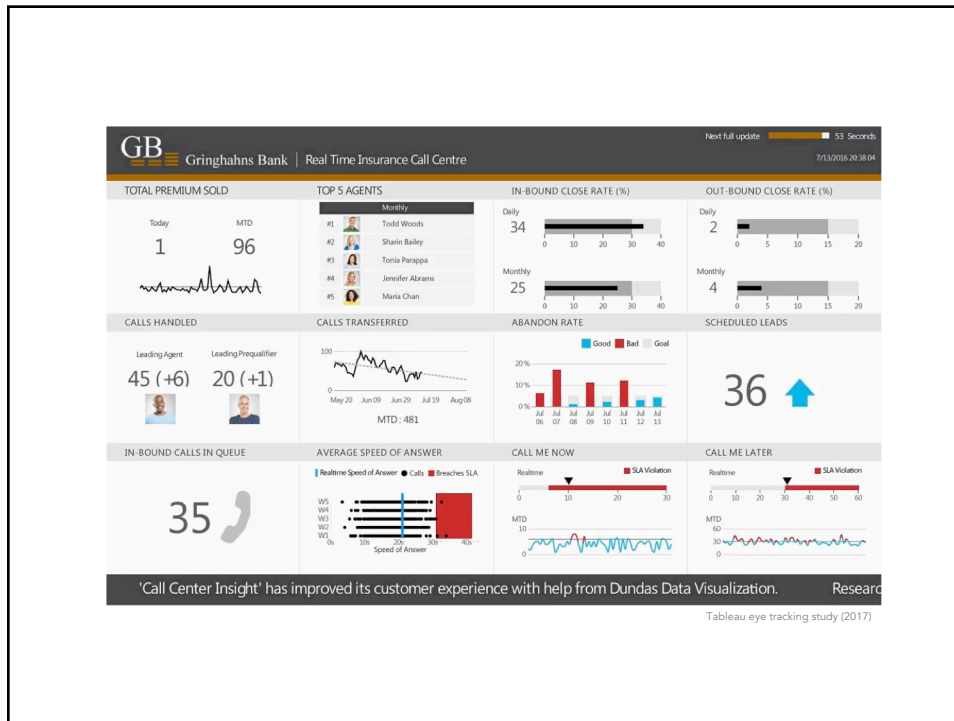 GB
Gringhahns Bank | Real Time Insurance Call Centre
Next full update 53 Seconds
7/13/2016 20:38:04
TOTAL PREMIUM SOLD
Today MTD
1 96
TOP 5 AGENTS
Monthly
#1 Todd Woods
#2 Sharin Bailey
#3 Tonia Parappa
#4 Jennifer Abrams
#5 Maria Chan
IN-BOUND CLOSE RATE (%)
Daily
34
0 10 20 30 40
Monthly
25
0 10 20 30 40
OUT-BOUND CLOSE RATE (%)
Daily
2
0 5 10 15 20
Monthly
4
0 5 10 15 20
CALLS HANDLED
Leading Agent Leading Prequalifier
45 (+6) 20 (+1)
CALLS TRANSFERRED
100
0
May 20 Jun 09 Jun 29 Jul 19 Aug 08
MTD : 481
ABANDON RATE
Good Bad Goal
20 %
10 %
0 %
Jul Jul Jul Jul Jul Jul Jul Jul
06 07 08 09 10 11 12 13
SCHEDULED LEADS
36
IN-BOUND CALLS IN QUEUE
35
AVERAGE SPEED OF ANSWER
Realtime Speed of Answer Calls Breaches SLA
W5
W4
W3
W2
W1
0s 10s 20s 30s 40s
Speed of Answer
CALL ME NOW
Realtime SLA Violation
0 10 20 30
MTD
10
0
CALL ME LATER
Realtime SLA Violation
0 10 20 30 40 50 60
MTD
60
30
0
'Call Center Insight' has improved its customer experience with help from Dundas Data Visualization. Researc
Tableau eye tracking study (2017)